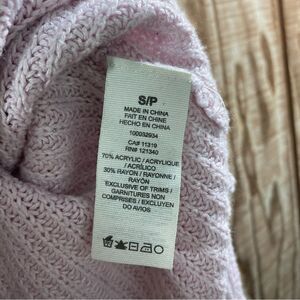 S/P
MADE IN CHINA
FAIT EN CHINE
HECHO EN CHINA
100032934
CA# 11319
RN# 121340
70% ACRYLIC / ACRYLIQUE
/ ACRÍLICO
30% RAYON / RAYONNE /
RAYÓN
EXCLUSIVE OF TRIMS /
GARNITURES NON
COMPRISES / EXCLUYEN
DO AVIOS